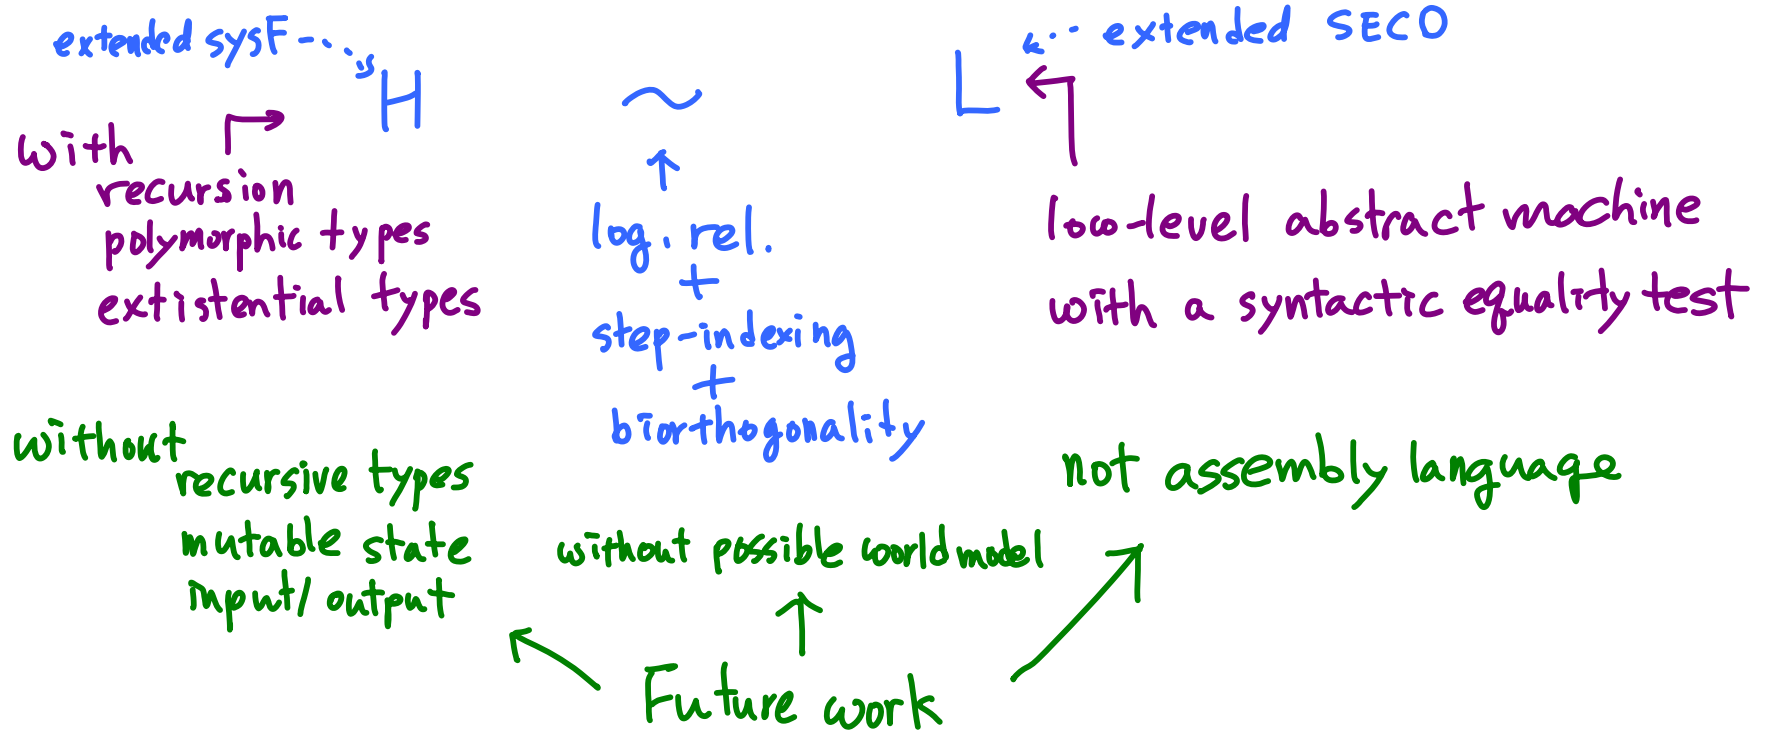 extended sysF
H
~
L
extended SECD
with
recursion
polymorphic types
extistential types
log. rel.
+
step-indexing
+
biorthogonality
low-level abstract machine
with a syntactic equality test
without
recursive types
mutable state
input/output
without possible world model
not assembly language
Future work